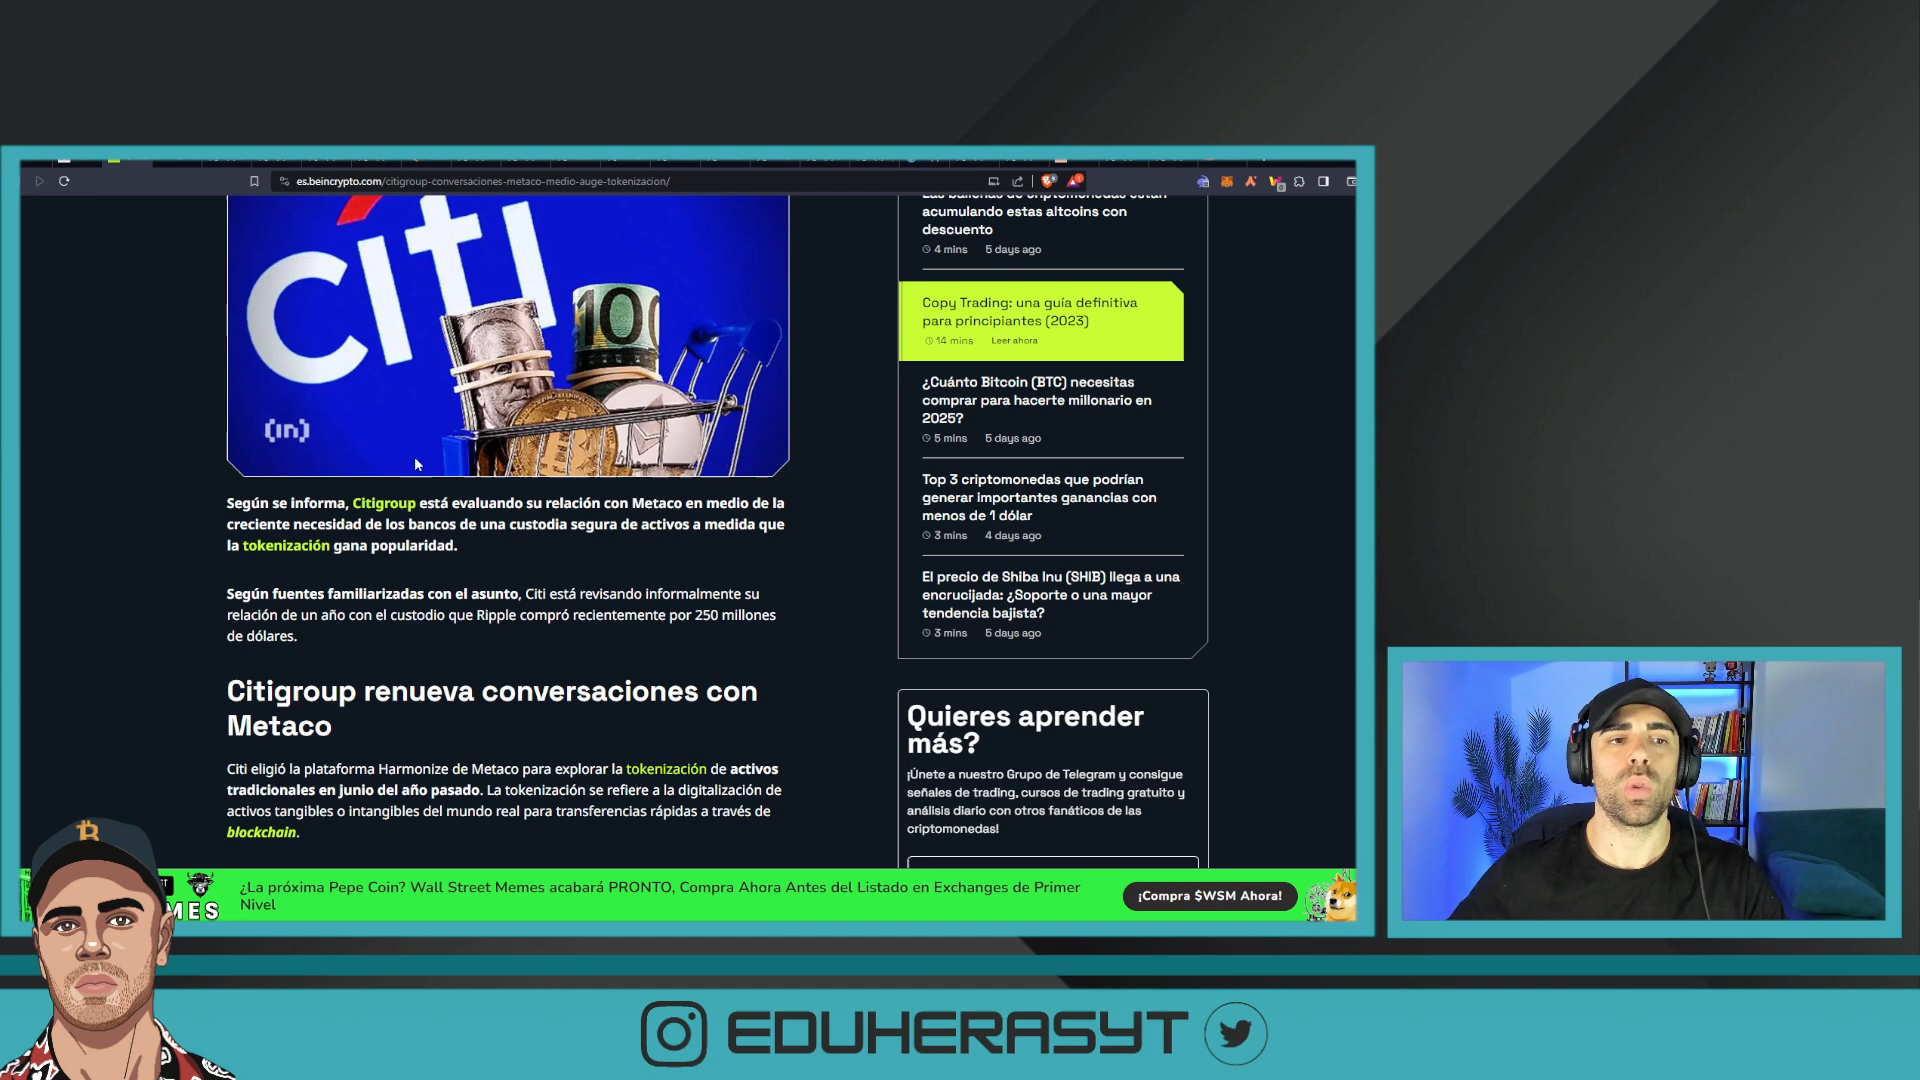 es.beincrypto.com/citigroup-conversaciones-metaco-medio-auge-tokenizacion/
citi
100
(in)
Según se informa, Citigroup está evaluando su relación con Metaco en medio de la
creciente necesidad de los bancos de una custodia segura de activos a medida que
la tokenización gana popularidad.
Según fuentes familiarizadas con el asunto, Citi está revisando informalmente su
relación de un año con el custodio que Ripple compró recientemente por 250 millones
de dólares.
Citigroup renueva conversaciones con
Metaco
Citi eligió la plataforma Harmonize de Metaco para explorar la tokenización de activos
tradicionales en junio del año pasado. La tokenización se refiere a la digitalización de
activos tangibles o intangibles del mundo real para transferencias rápidas a través de
blockchain.
Las ballenas de criptomonedas están
acumulando estas altcoins con
descuento
4 mins 5 days ago
Copy Trading: una guía definitiva
para principiantes (2023)
14 mins Leer ahora
¿Cuánto Bitcoin (BTC) necesitas
comprar para hacerte millonario en
2025?
5 mins 5 days ago
Top 3 criptomonedas que podrían
generar importantes ganancias con
menos de 1 dólar
3 mins 4 days ago
El precio de Shiba Inu (SHIB) llega a una
encrucijada: ¿Soporte o una mayor
tendencia bajista?
3 mins 5 days ago
Quieres aprender
más?
¡Únete a nuestro Grupo de Telegram y consigue
señales de trading, cursos de trading gratuito y
análisis diario con otros fanáticos de las
criptomonedas!
¿La próxima Pepe Coin? Wall Street Memes acabará PRONTO, Compra Ahora Antes del Listado en Exchanges de Primer
Nivel
¡Compra $WSM Ahora!
EDUHERASYT